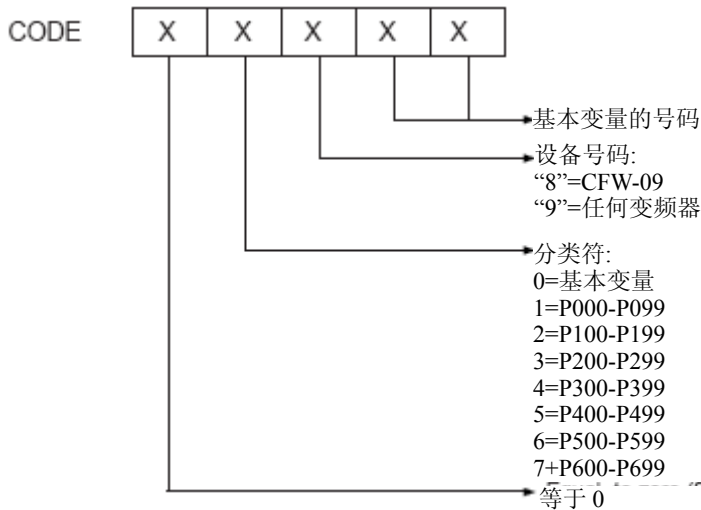 CODE X X X X X
基本变量的号码
设备号码:
“8”=CFW-09
“9”=任何变频器
分类符:
0=基本变量
1=P000-P099
2=P100-P199
3=P200-P299
4=P300-P399
5=P400-P499
6=P500-P599
7+P600-P699
等于 0